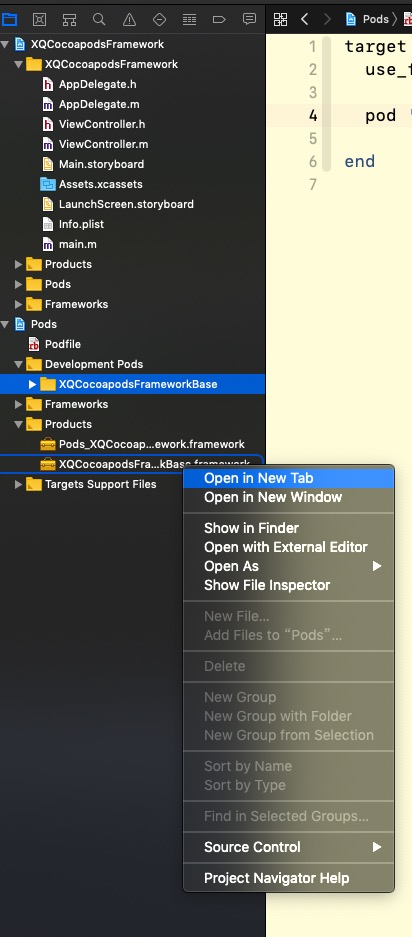 Pods
XQCocoapodsFramework
XQCocoapodsFramework
h AppDelegate.h
m AppDelegate.m
h ViewController.h
m ViewController.m
Main.storyboard
Assets.xcassets
LaunchScreen.storyboard
Info.plist
m main.m
Products
Pods
Frameworks
Pods
rb Podfile
Development Pods
XQCocoapodsFrameworkBase
Frameworks
Products
Pods_XQCocoap...ework.framework
XQCocoapodsFra...kBase.framework
Targets Support Files
1 target
2 use_f
3
4 pod '
5
6 end
7
Open in New Tab
Open in New Window
Show in Finder
Open with External Editor
Open As
Show File Inspector
New File...
Add Files to “Pods”...
Delete
New Group
New Group with Folder
New Group from Selection
Sort by Name
Sort by Type
Find in Selected Groups...
Source Control
Project Navigator Help